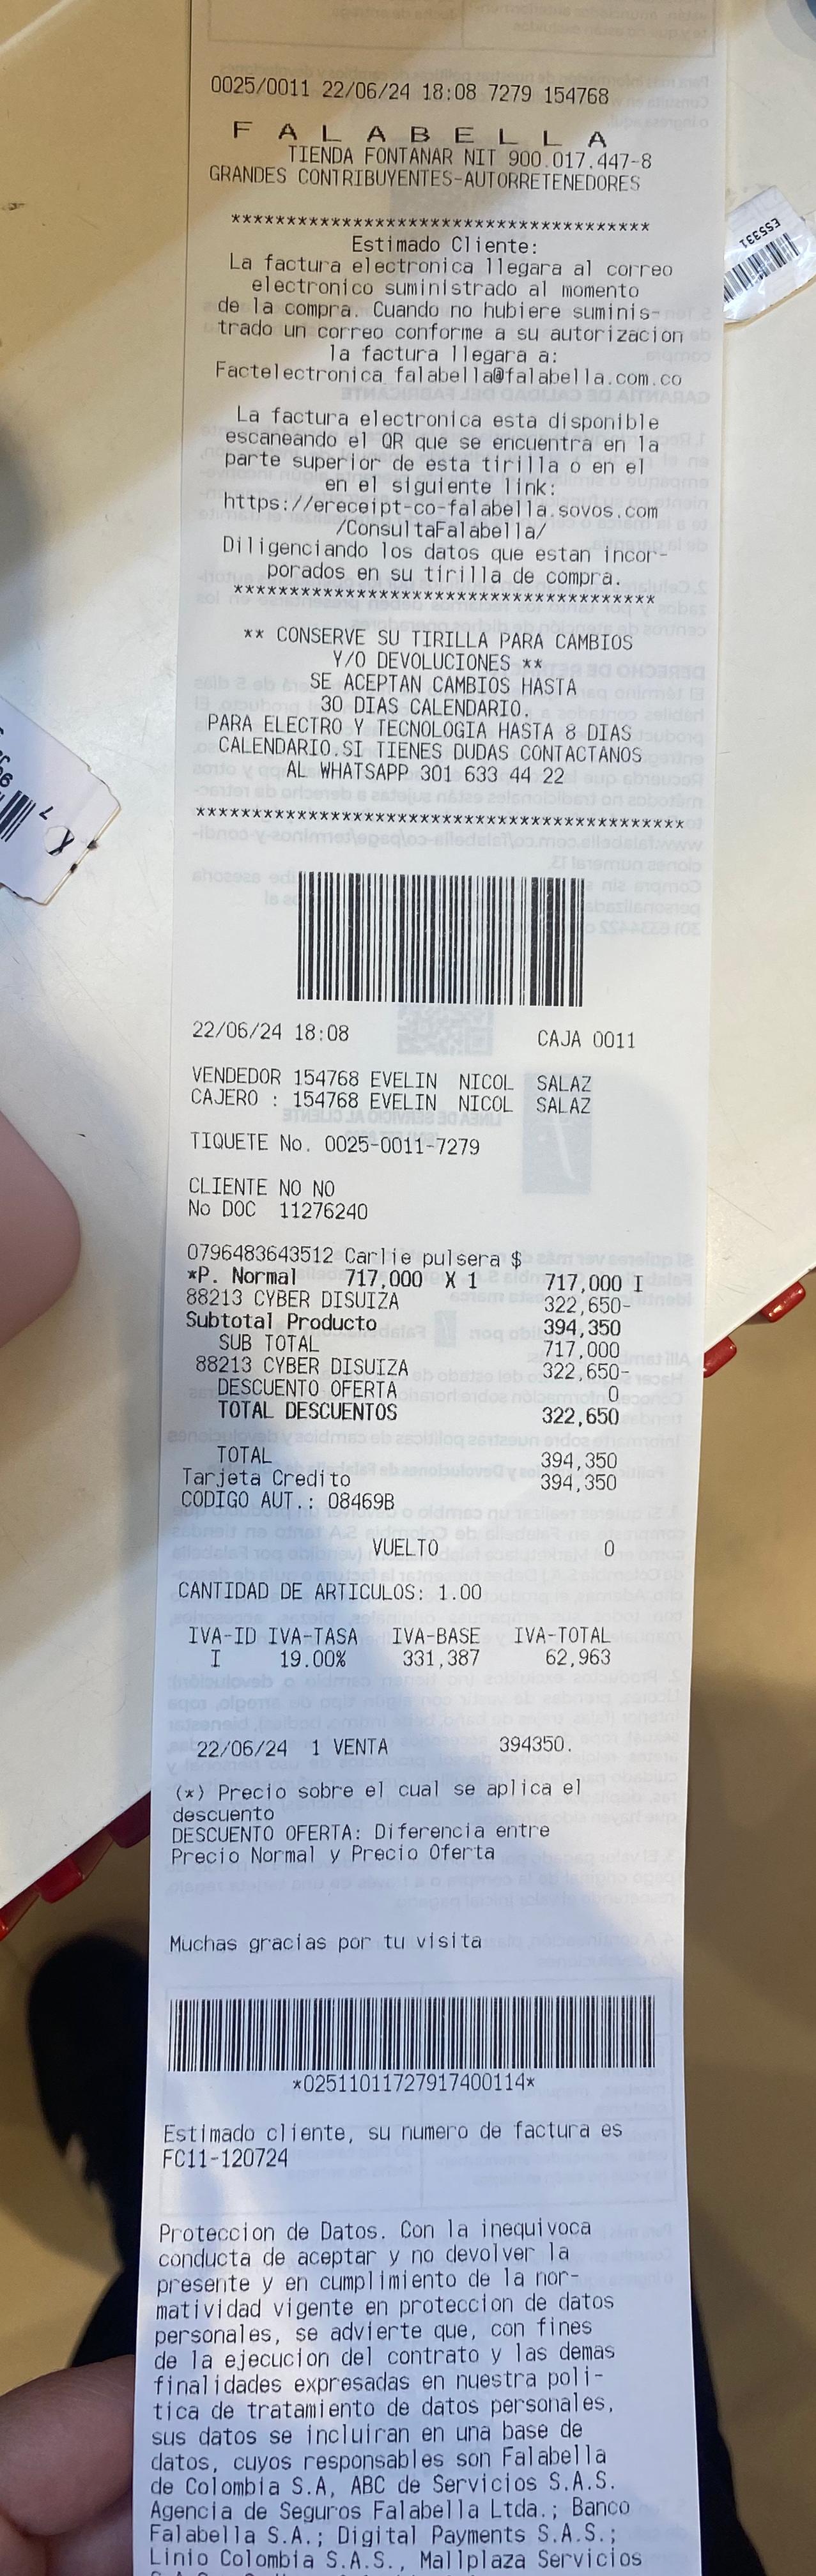 0025/0011 22/06/24 18:08 7279 154768
F A L A B E L L A
TIENDA FONTANAR NIT 900.017.447-8
GRANDES CONTRIBUYENTES-AUTORRETENEDORES
**************************************
Estimado Cliente:
La factura electronica llegara al correo
electronico suministrado al momento
de la compra. Cuando no hubiere suminis-
trado un correo conforme a su autorizacion
la factura llegara a:
Factelectronica falabella@falabella.com.co
La factura electronica esta disponible
escaneando el QR que se encuentra en la
parte superior de esta tirilla o en el
en el siguiente link:
https://ereceipt-co-falabella.sovos.com
/ConsultaFalabella/
Diligenciando los datos que estan incor-
porados en su tirilla de compra.
**************************************
** CONSERVE SU TIRILLA PARA CAMBIOS
Y/O DEVOLUCIONES **
SE ACEPTAN CAMBIOS HASTA
30 DIAS CALENDARIO.
PARA ELECTRO Y TECNOLOGIA HASTA 8 DIAS
CALENDARIO.SI TIENES DUDAS CONTACTANOS
AL WHATSAPP 301 633 44 22
********************************************
22/06/24 18:08 CAJA 0011
VENDEDOR 154768 EVELIN NICOL SALAZ
CAJERO : 154768 EVELIN NICOL SALAZ
TIQUETE No. 0025-0011-7279
CLIENTE NO NO
No DOC 11276240
0796483643512 Carlie pulsera $
*P. Normal 717,000 X 1 717,000 I
88213 CYBER DISUIZA 322,650-
Subtotal Producto 394,350
SUB TOTAL 717,000
88213 CYBER DISUIZA 322,650-
DESCUENTO OFERTA 0
TOTAL DESCUENTOS 322,650
TOTAL 394,350
Tarjeta Credito 394,350
CODIGO AUT.: 08469B
VUELTO 0
CANTIDAD DE ARTICULOS: 1.00
IVA-ID IVA-TASA IVA-BASE IVA-TOTAL
I 19.00% 331,387 62,963
22/06/24 1 VENTA 394350.
(*) Precio sobre el cual se aplica el
descuento
DESCUENTO OFERTA: Diferencia entre
Precio Normal y Precio Oferta
Muchas gracias por tu visita
*02511011727917400114*
Estimado cliente, su numero de factura es
FC11-120724
Proteccion de Datos. Con la inequivoca
conducta de aceptar y no devolver la
presente y en cumplimiento de la nor-
matividad vigente en proteccion de datos
personales, se advierte que, con fines
de la ejecucion del contrato y las demas
finalidades expresadas en nuestra poli-
tica de tratamiento de datos personales,
sus datos se incluiran en una base de
datos, cuyos responsables son Falabella
de Colombia S.A, ABC de Servicios S.A.S.
Agencia de Seguros Falabella Ltda.; Banco
Falabella S.A.; Digital Payments S.A.S.;
Linio Colombia S.A.S., Mallplaza Servicios
ES5331